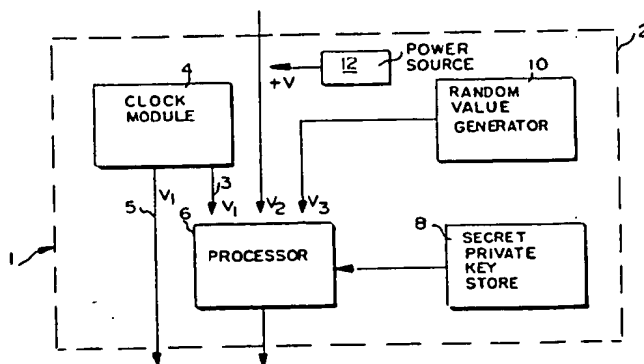 2
4
CLOCK
MODULE
12
POWER
SOURCE
+V
10
RANDOM
VALUE
GENERATOR
3
5
V1
V1
V2
V3
6
PROCESSOR
8
SECRET
PRIVATE
KEY
STORE
1